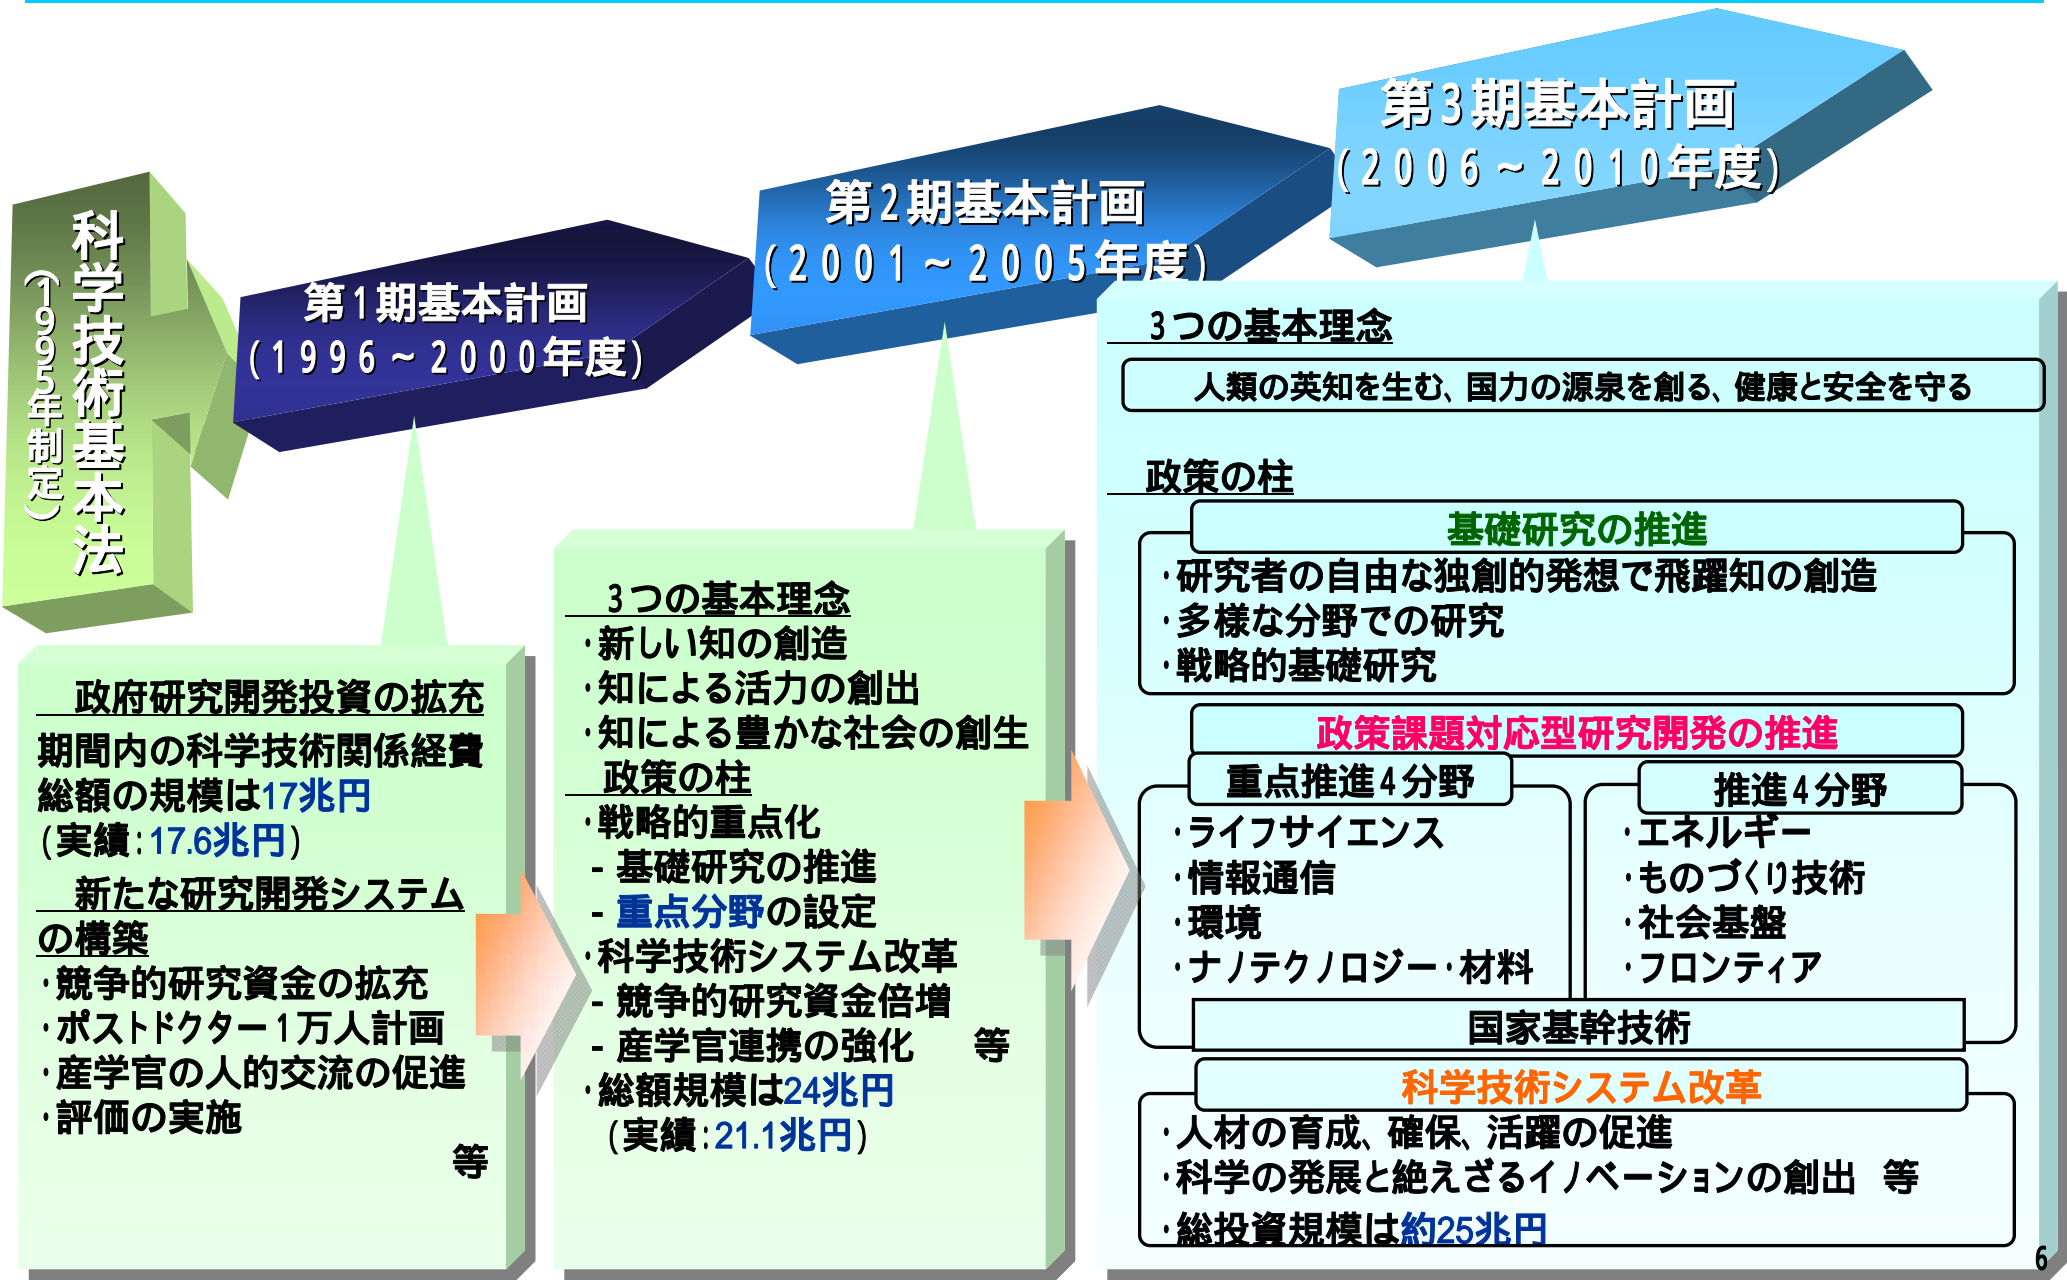 科学技術基本法
(1995年制定)
第1期基本計画
(1996～2000年度)
第2期基本計画
(2001～2005年度)
第3期基本計画
(2006～2010年度)
政府研究開発投資の拡充
期間内の科学技術関係経費
総額の規模は17兆円
(実績:17.6兆円)
新たな研究開発システム
の構築
･競争的研究資金の拡充
･ポストドクター1万人計画
･産学官の人的交流の促進
･評価の実施
等
3つの基本理念
･新しい知の創造
･知による活力の創出
･知による豊かな社会の創生
政策の柱
･戦略的重点化
- 基礎研究の推進
- 重点分野の設定
･科学技術システム改革
- 競争的研究資金倍増
- 産学官連携の強化　等
･総額規模は24兆円
(実績:21.1兆円)
3つの基本理念
人類の英知を生む、国力の源泉を創る、健康と安全を守る
政策の柱
基礎研究の推進
･研究者の自由な独創的発想で飛躍知の創造
･多様な分野での研究
･戦略的基礎研究
政策課題対応型研究開発の推進
重点推進4分野
･ライフサイエンス
･情報通信
･環境
･ナノテクノロジー･材料
推進4分野
･エネルギー
･ものづくり技術
･社会基盤
･フロンティア
国家基幹技術
科学技術システム改革
･人材の育成、確保、活躍の促進
･科学の発展と絶えざるイノベーションの創出　等
･総投資規模は約25兆円
6